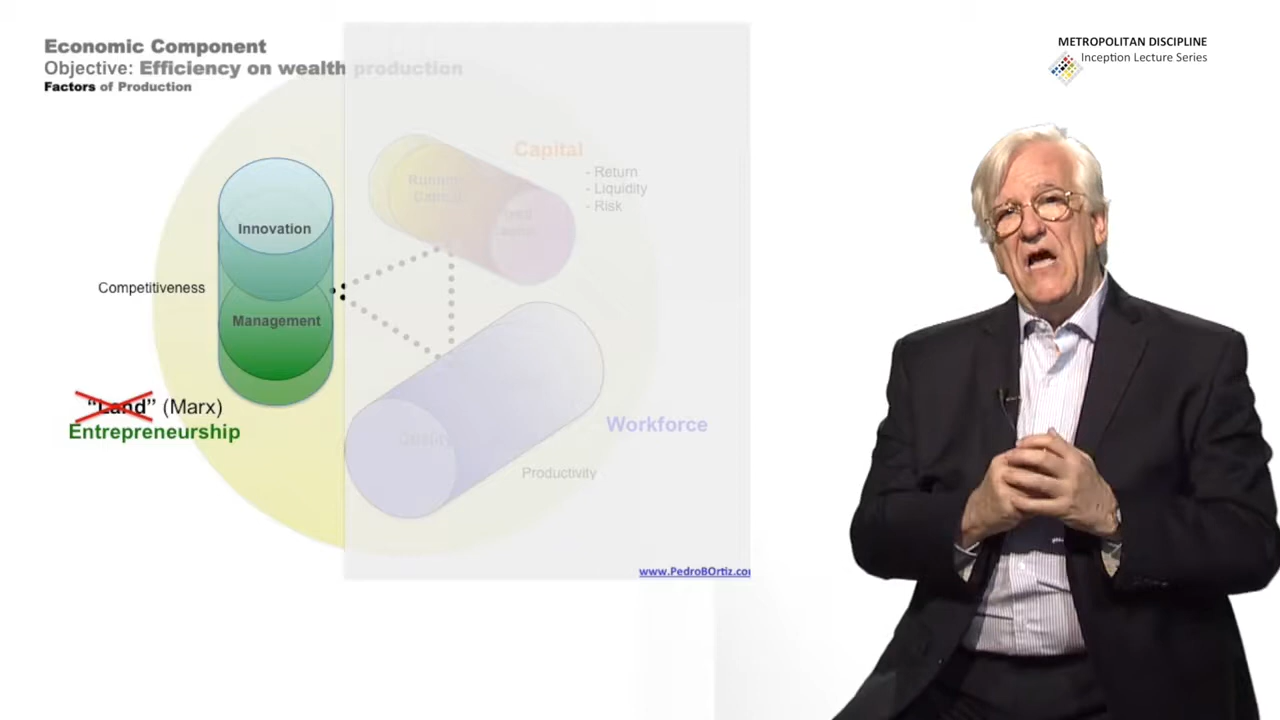 Economic Component
Objective: Efficiency on wealth production
Factors of Production
METROPOLITAN DISCIPLINE
Inception Lecture Series
Capital
- Return
- Liquidity
- Risk
Innovation
Competitiveness
Management
"Land" (Marx)
Entrepreneurship
Workforce
Quality
Productivity
www.PedroBOrtiz.co